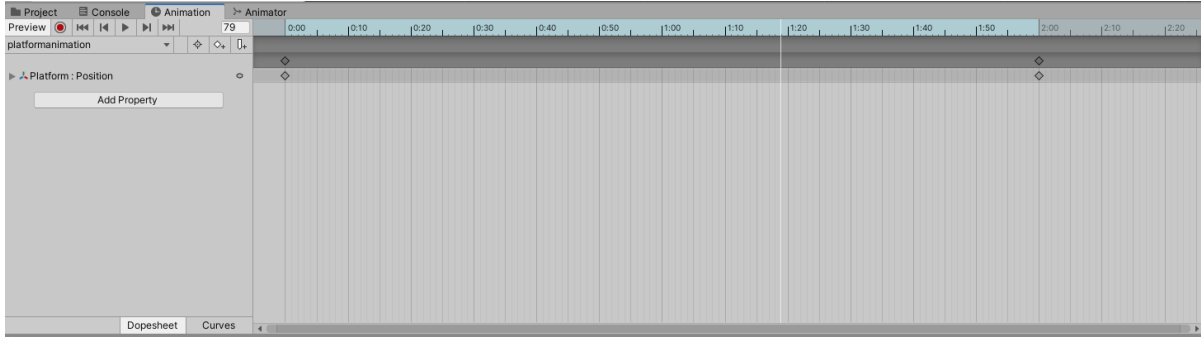 Project Console Animation Animator
Preview 79 0:00 0:10 0:20 0:30 0:40 0:50 1:00 1:10 1:20 1:30 1:40 1:50 2:00 2:10 2:20
platformanimation
Platform : Position
Add Property
Dopesheet Curves